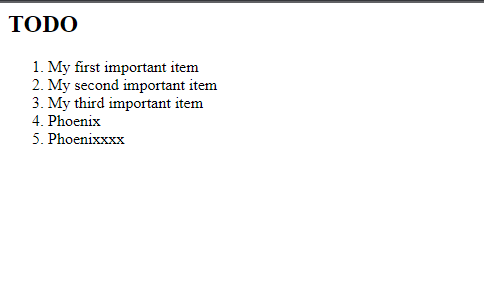 TODO
1. My first important item
2. My second important item
3. My third important item
4. Phoenix
5. Phoenixxxx